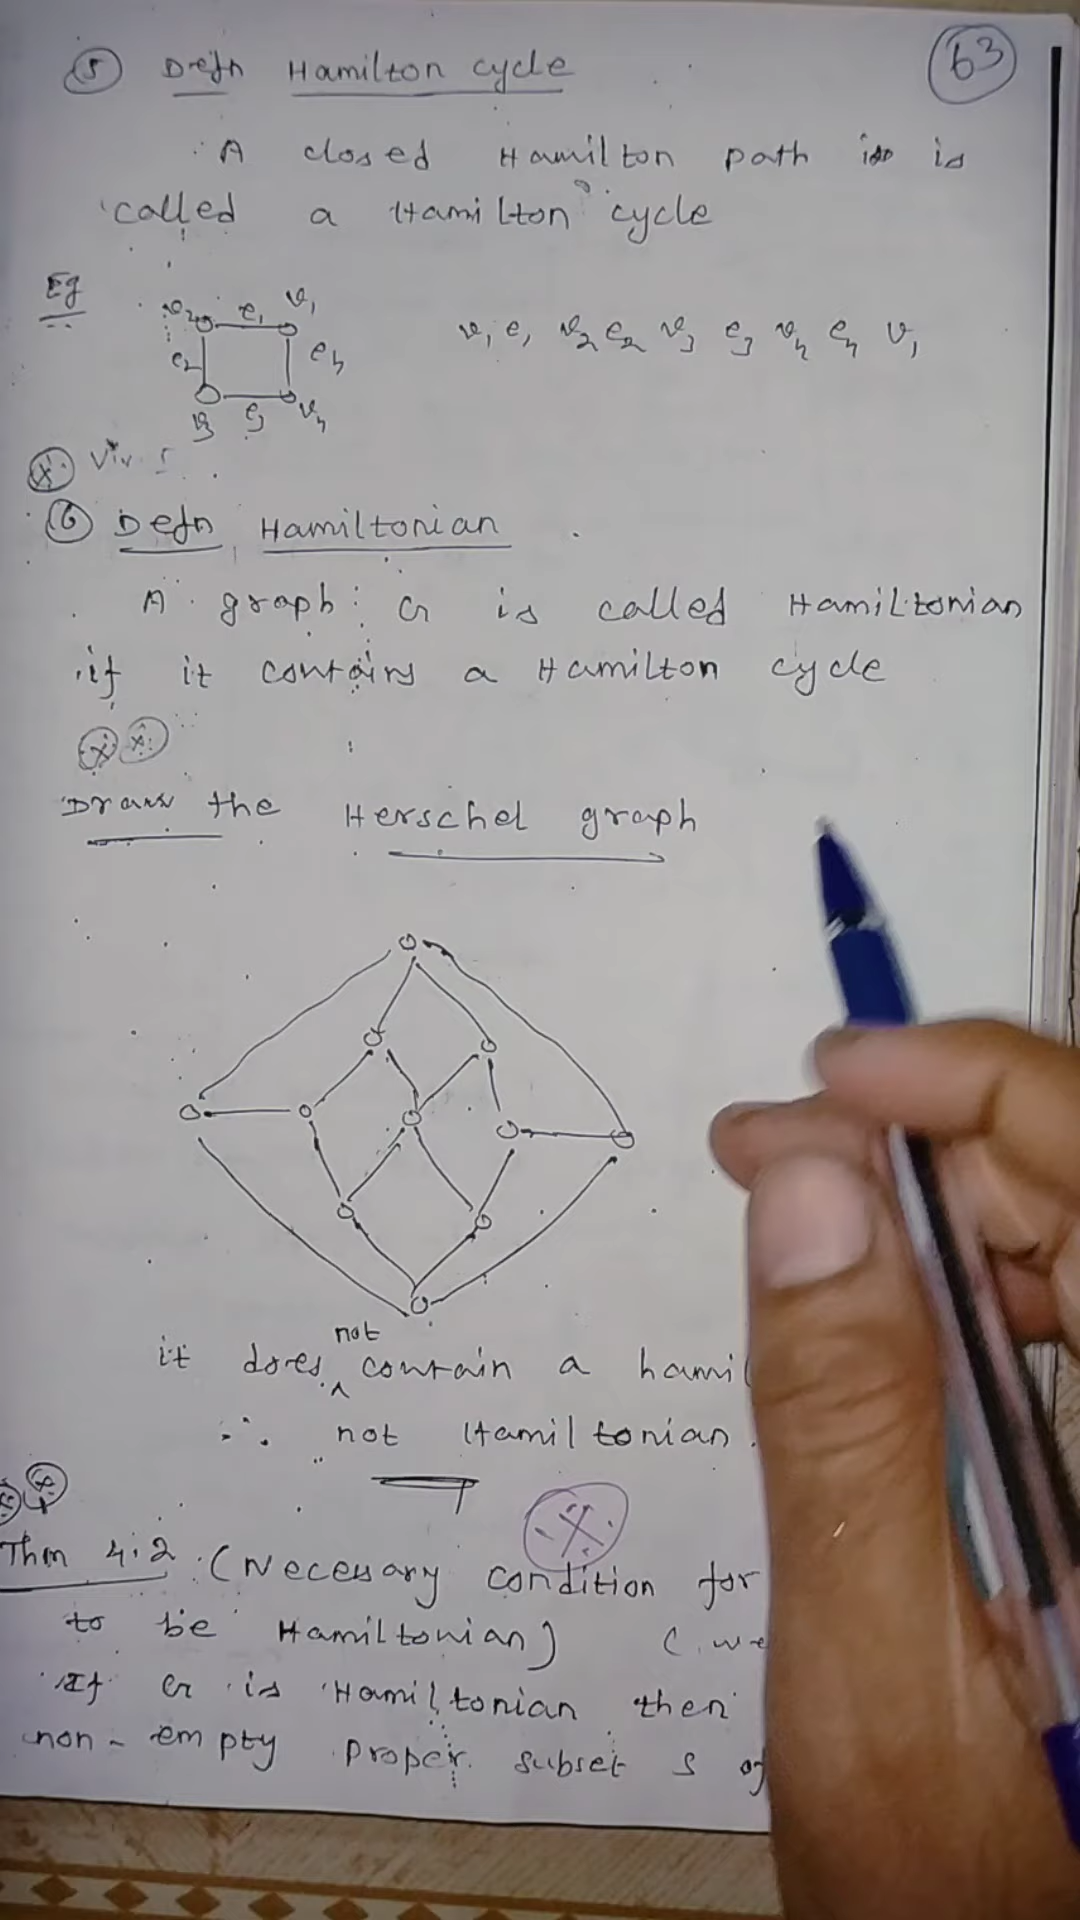 63
⑤ Defn Hamilton cycle
A closed Hamilton path is
called a Hamilton cycle
Eg
v2 e1 v1
e2 e4
v3 e3 v4
v1 e1 v2 e2 v3 e3 v4 e4 v1
⑥ Defn Hamiltonian
A graph G is called Hamiltonian
if it contains a Hamilton cycle
Draw the Herschel graph
not
it does ^ contain a hamil
∴ not Hamiltonian.
Thm 4.2 (Necessary condition for
to be Hamiltonian) (we
If G is Hamiltonian then
non-empty proper subset S of